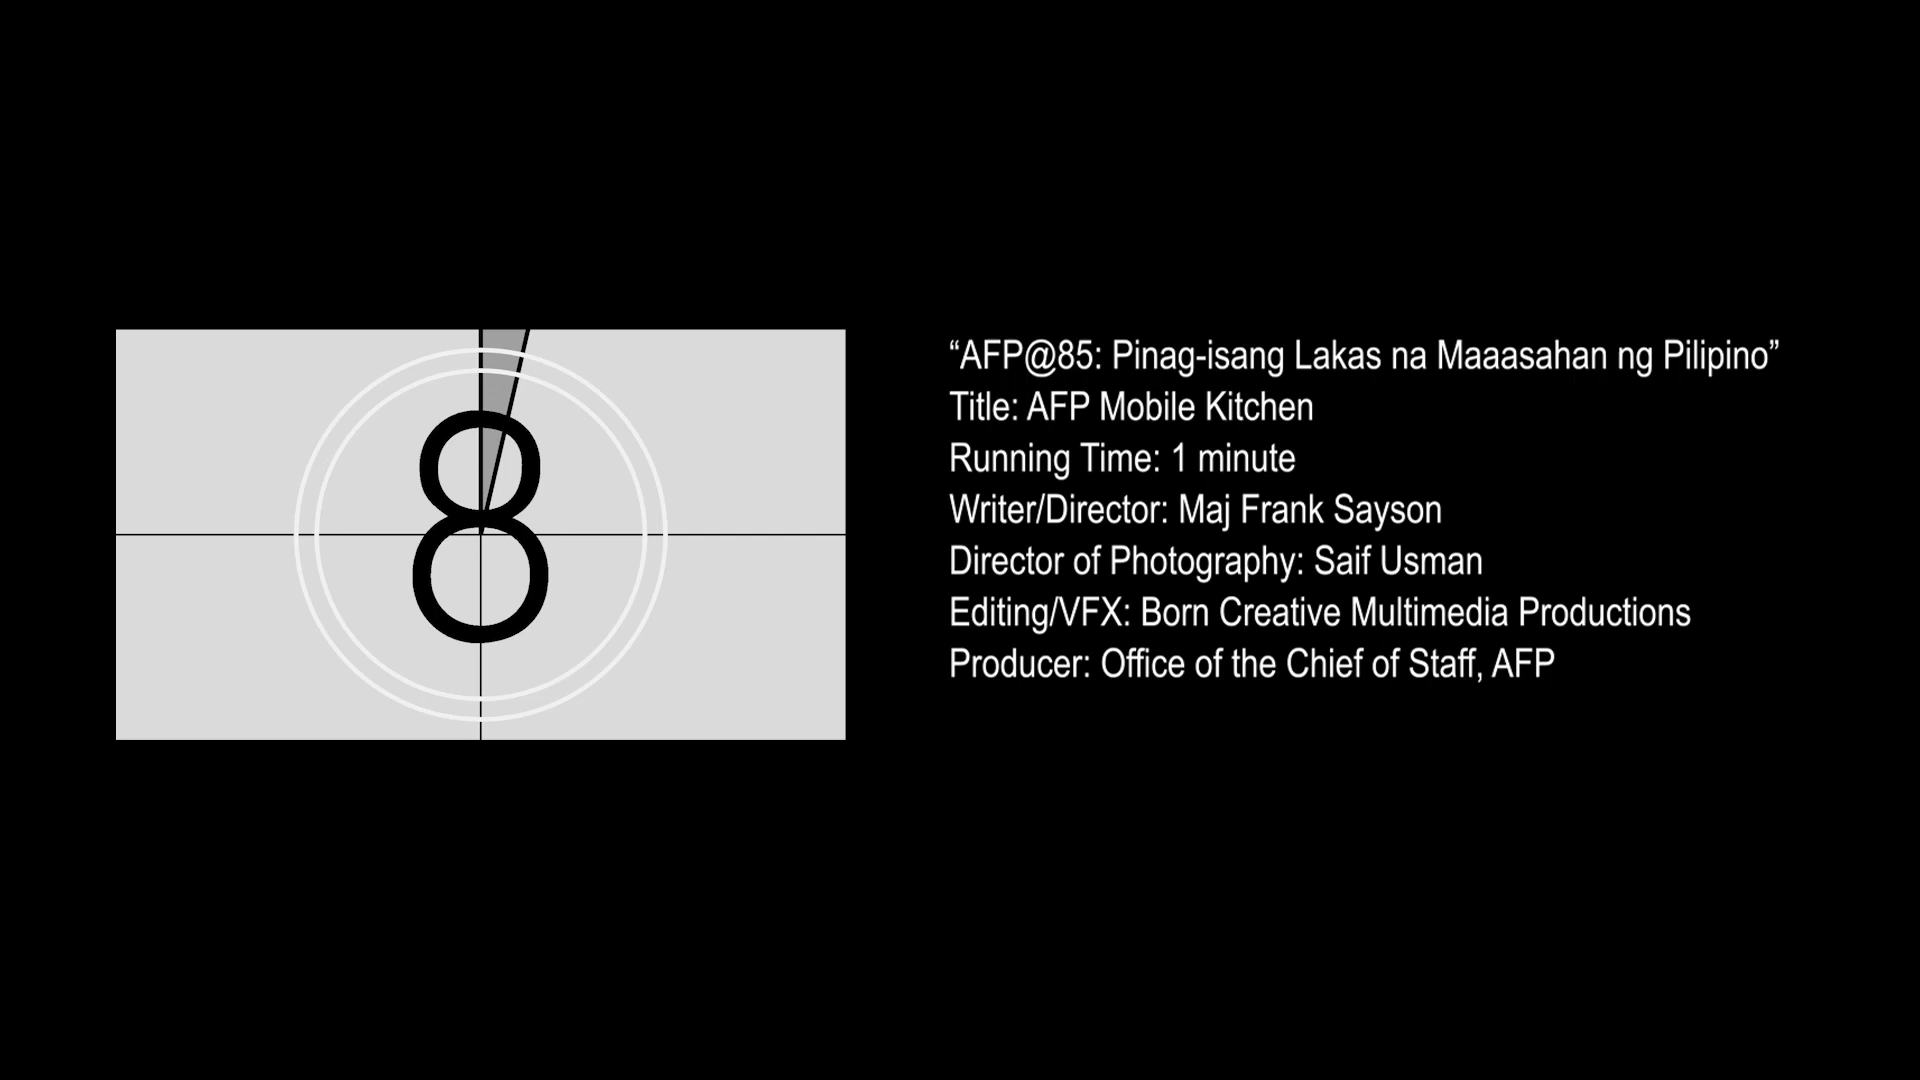 8
“AFP@85: Pinag-isang Lakas na Maaasahan ng Pilipino”
Title: AFP Mobile Kitchen
Running Time: 1 minute
Writer/Director: Maj Frank Sayson
Director of Photography: Saif Usman
Editing/VFX: Born Creative Multimedia Productions
Producer: Office of the Chief of Staff, AFP